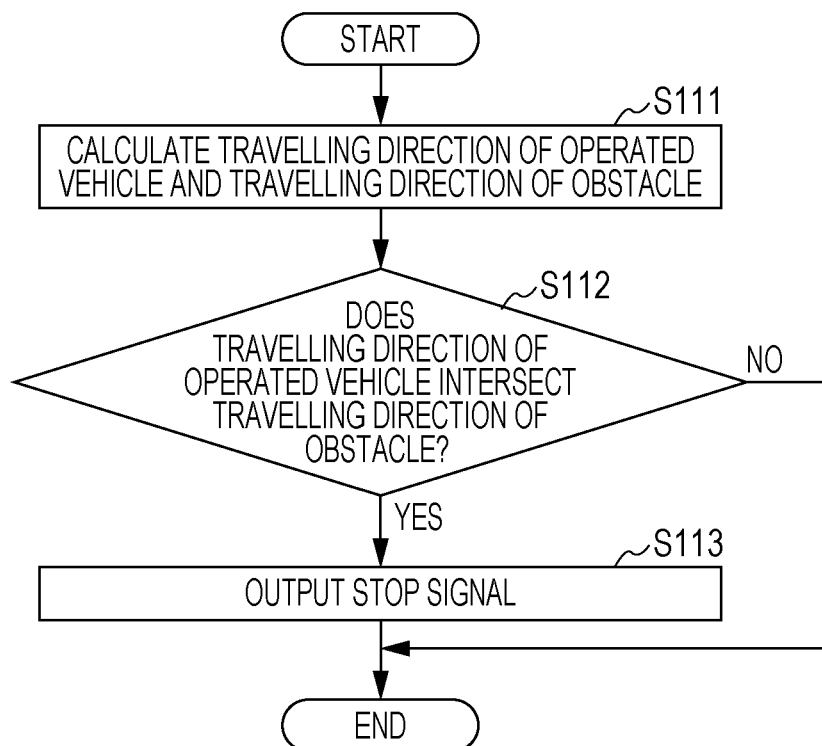 START
S111
CALCULATE TRAVELLING DIRECTION OF OPERATED
VEHICLE AND TRAVELLING DIRECTION OF OBSTACLE
S112
DOES
TRAVELLING DIRECTION OF
OPERATED VEHICLE INTERSECT
TRAVELLING DIRECTION OF
OBSTACLE?
NO
YES
S113
OUTPUT STOP SIGNAL
END